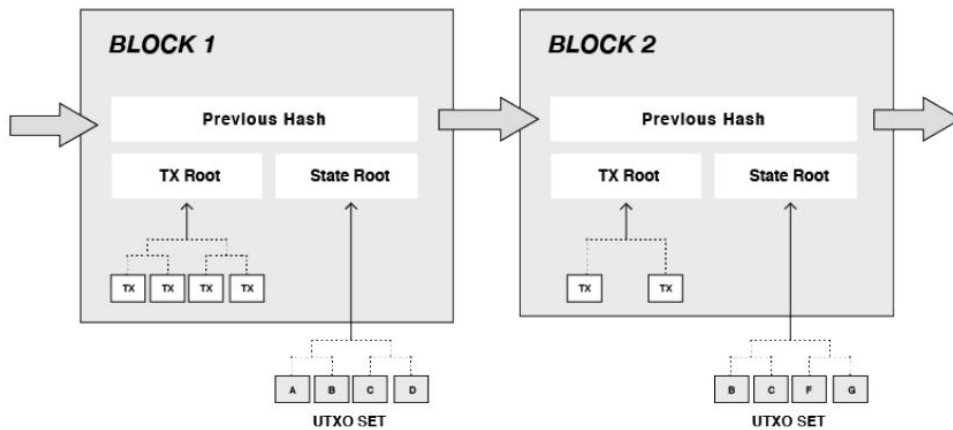 BLOCK 1
Previous Hash
TX Root
State Root
TX
TX
TX
TX
A
B
C
D
UTXO SET
BLOCK 2
Previous Hash
TX Root
State Root
TX
TX
B
C
F
G
UTXO SET